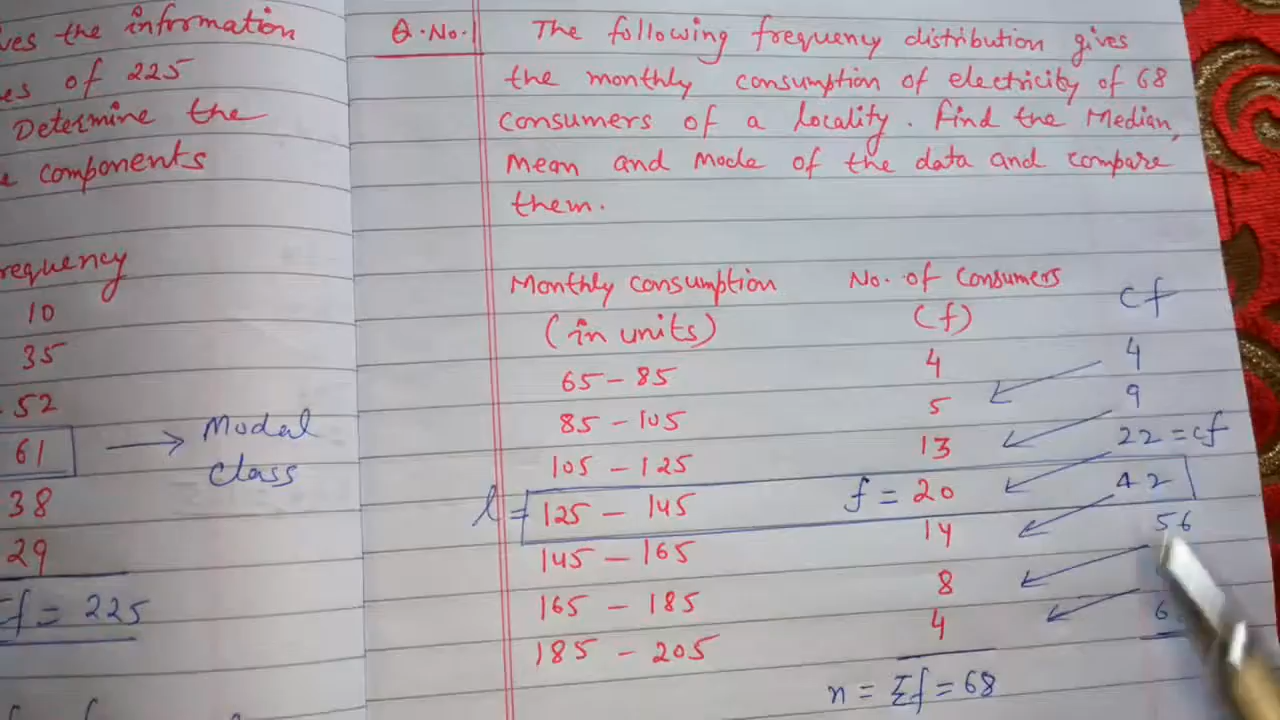 ves the information
es of 225
Determine the
components
requency
10
35
52
61 Modal
class
38
29
Σf = 225
Q.No.1 The following frequency distribution gives
the monthly consumption of electricity of 68
consumers of a locality. Find the Median,
Mean and Mode of the data and compare
them.
Monthly consumption No. of Consumers cf
(in units) (f)
65-85 4 4
85-105 5 9
105-125 13 22=cf
l= 125-145 f= 20 42
145-165 14 56
165-185 8
185-205 4
n = Σf = 68